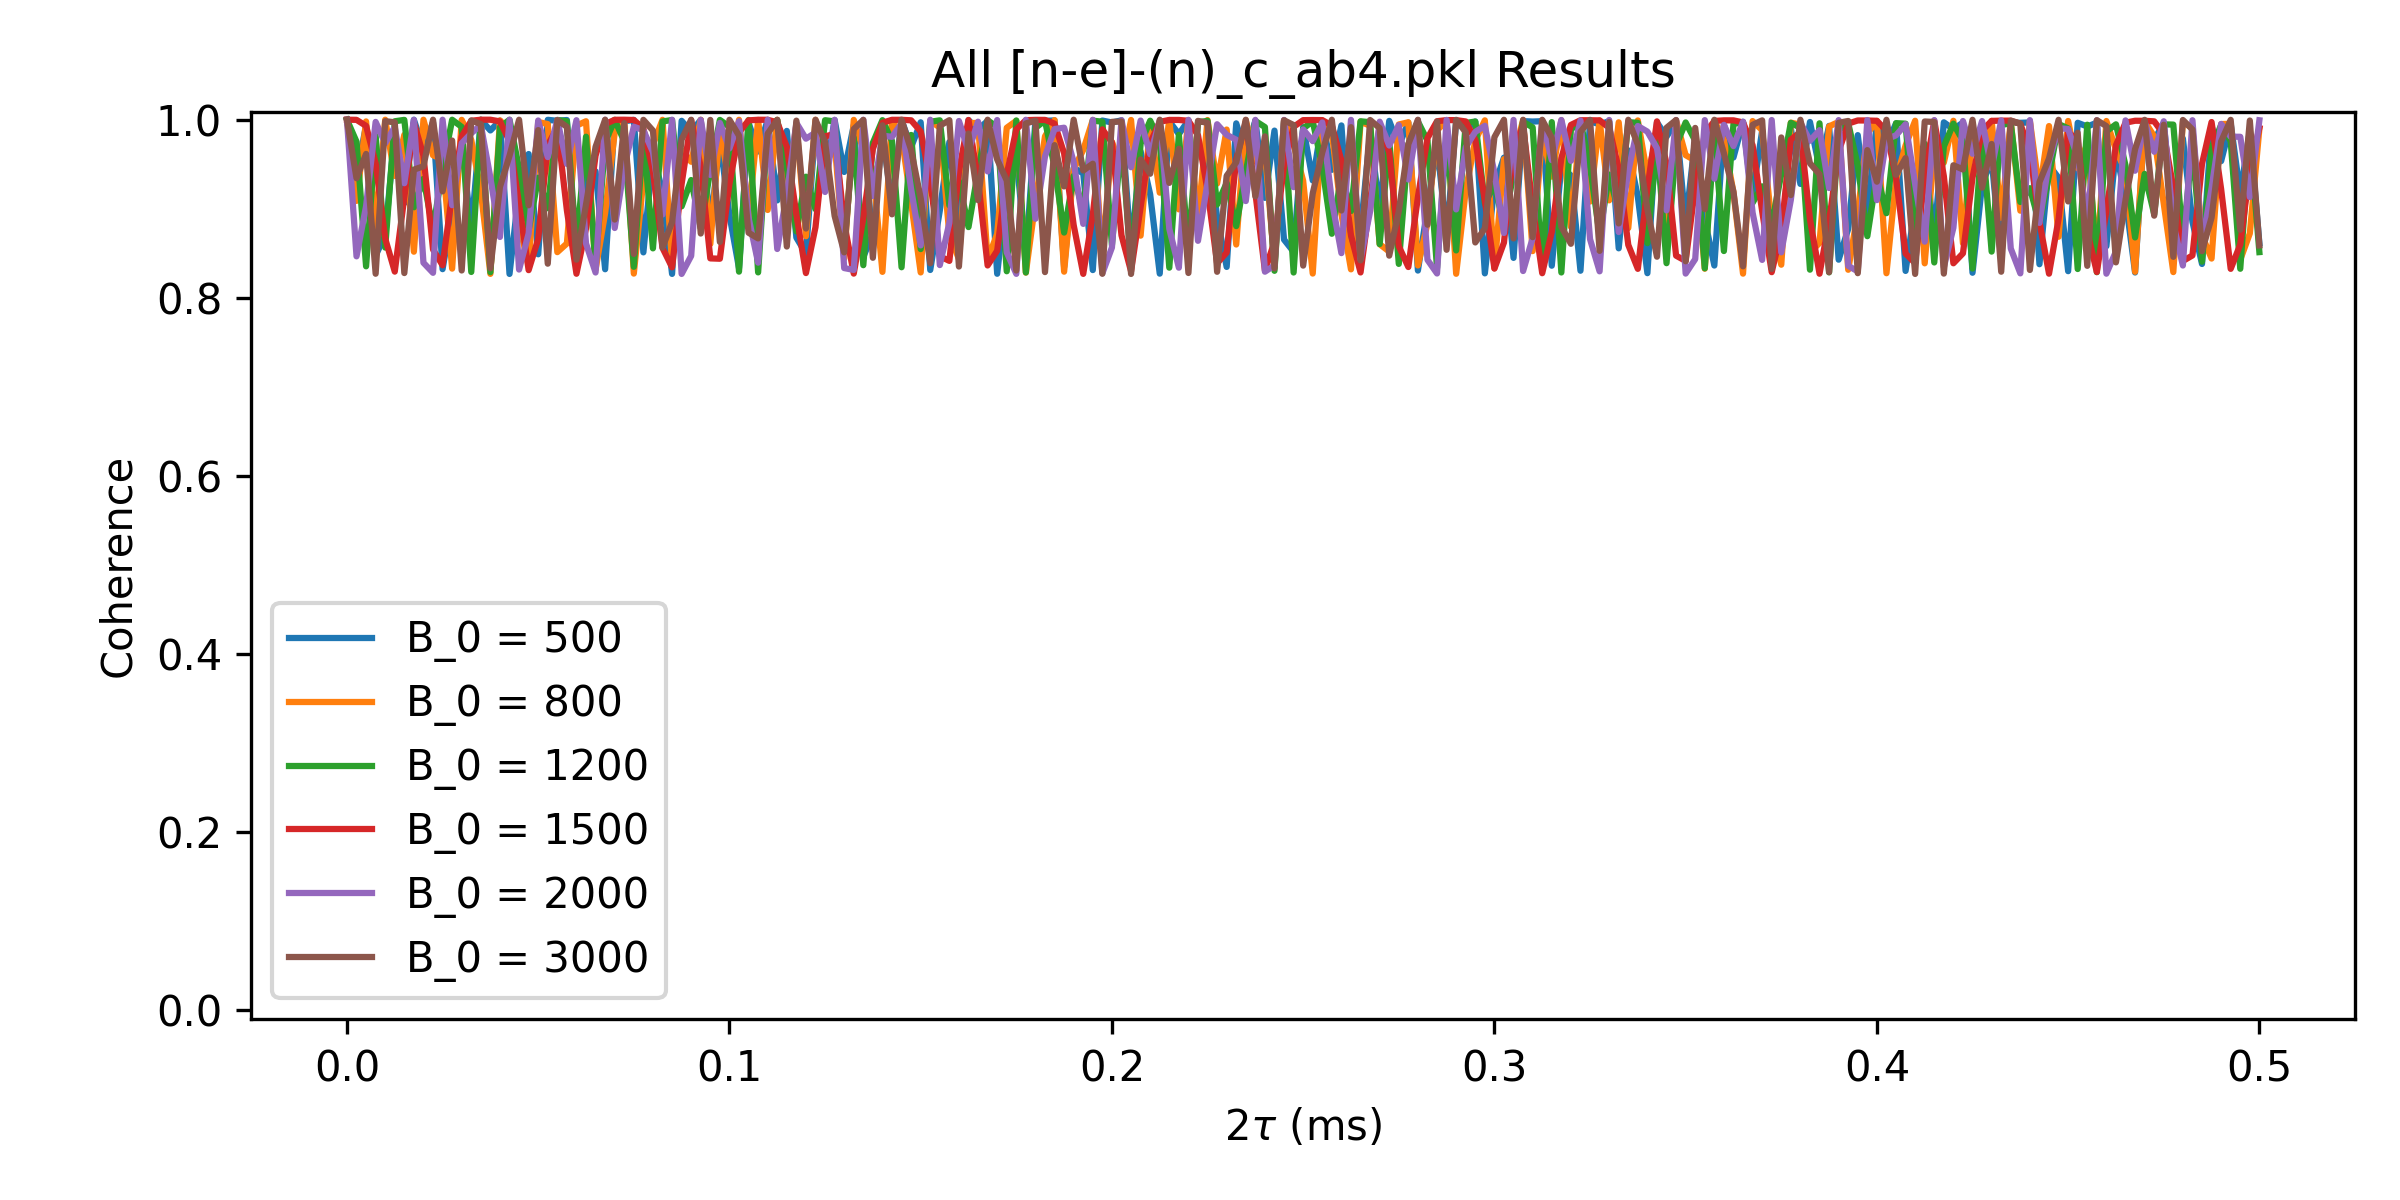 All [n-e]-(n)_c_ab4.pkl Results
1.0
0.8
0.6
0.4
0.2
0.0
Coherence
B_0 = 500
B_0 = 800
B_0 = 1200
B_0 = 1500
B_0 = 2000
B_0 = 3000
0.0 0.1 0.2 0.3 0.4 0.5
2τ (ms)